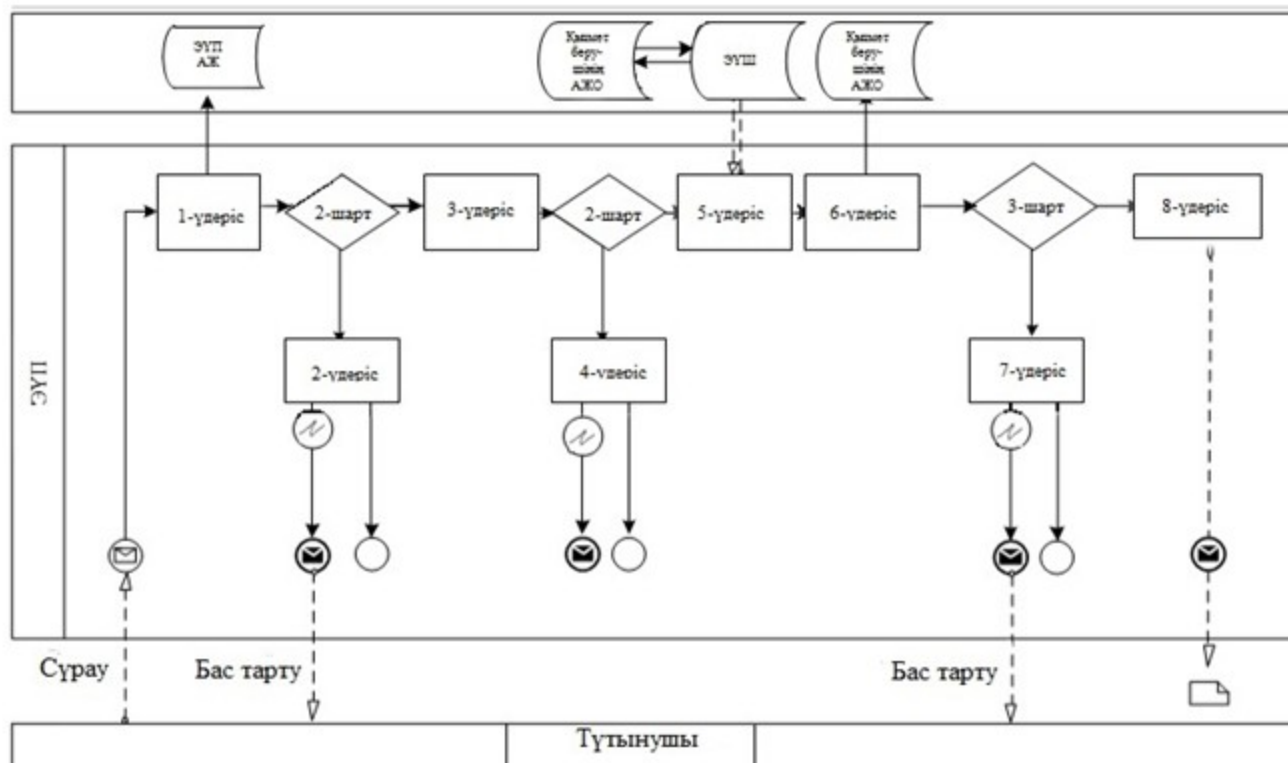 ЭҮП
АЖ
Қызмет
беру-
шінің
АЖО
ЭҮШ
Қызмет
беру-
шінің
АЖО
1-үдеріс
2-шарт
3-үдеріс
2-шарт
5-үдеріс
6-үдеріс
3-шарт
8-үдеріс
ЭҮП
2-үдеріс
4-үдеріс
7-үдеріс
Сұрау
Бас тарту
Бас тарту
Тұтынушы